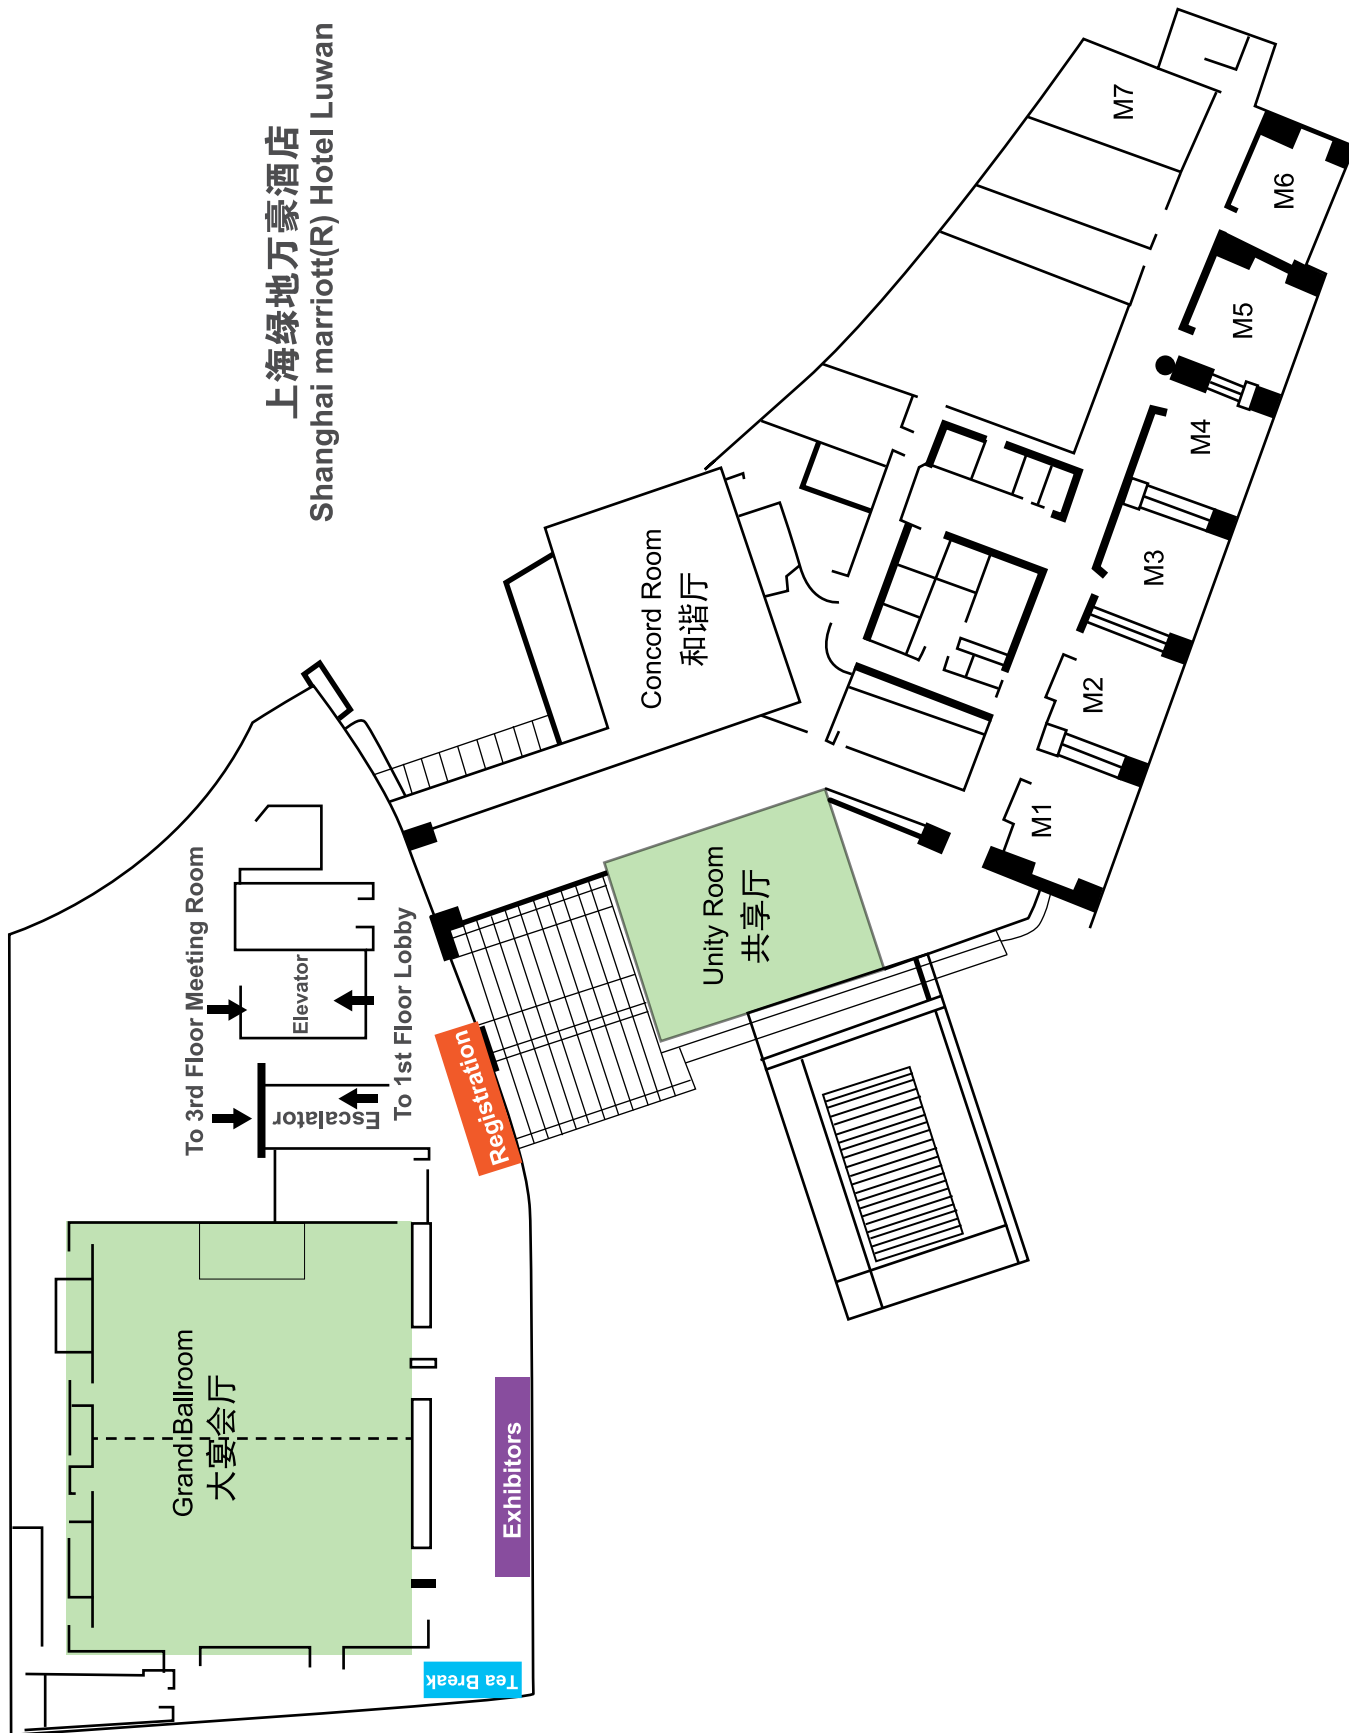 上海绿地万豪酒店
Shanghai marriott(R) Hotel Luwan
M7
M6
M5
M4
M3
M2
M1
Concord Room
和谐厅
Unity Room
共享厅
To 3rd Floor Meeting Room
Elevator
To 1st Floor Lobby
Escalator
Registration
Grand Ballroom
大宴会厅
Exhibitors
Tea Break